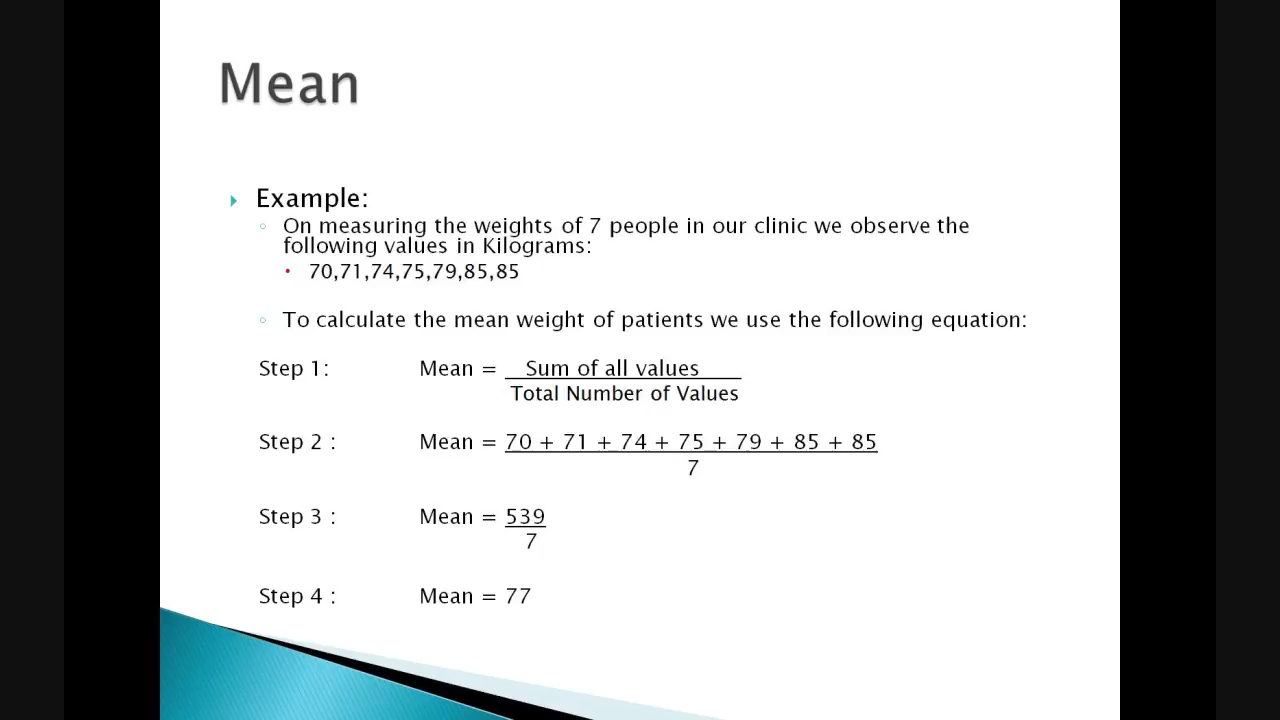 Mean
Example:
On measuring the weights of 7 people in our clinic we observe the
following values in Kilograms:
70,71,74,75,79,85,85
To calculate the mean weight of patients we use the following equation:
Step 1: Mean = Sum of all values
Total Number of Values
Step 2 : Mean = 70 + 71 + 74 + 75 + 79 + 85 + 85
7
Step 3 : Mean = 539
7
Step 4 : Mean = 77